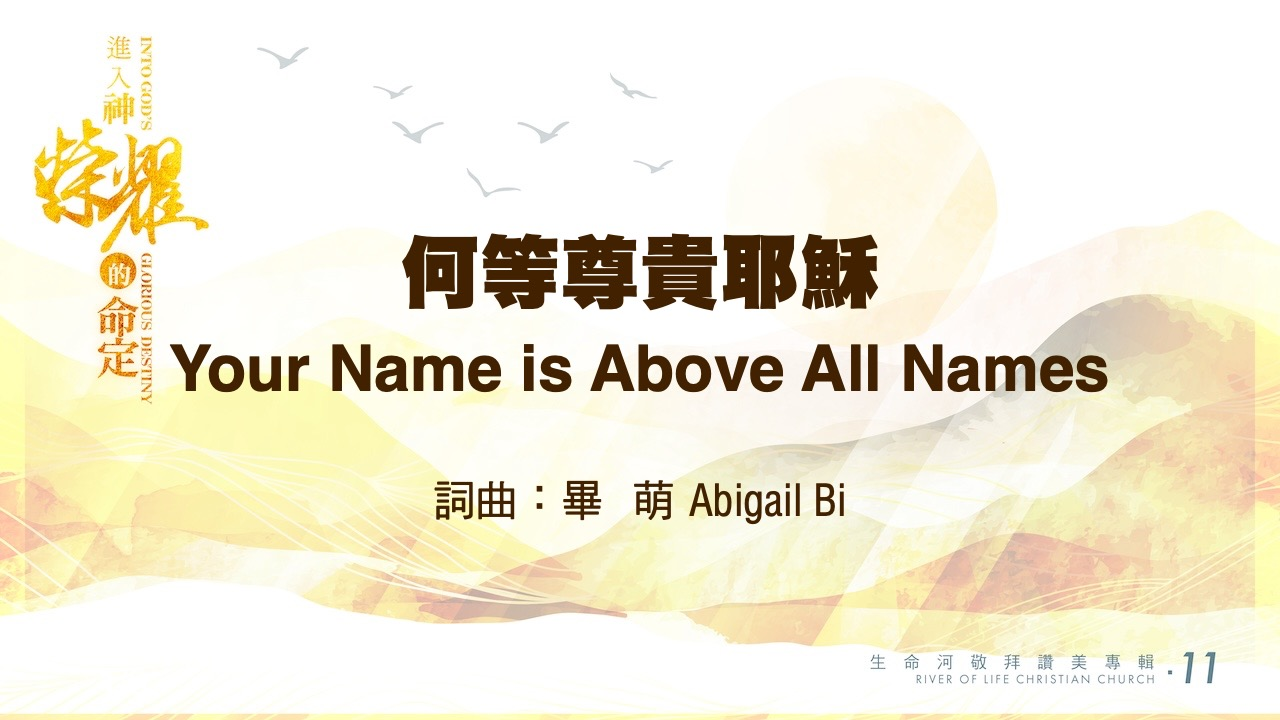 進入神
榮耀
的
命定
INTO GOD'S
GLORIOUS DESTINY
何等尊貴耶穌
Your Name is Above All Names
詞曲：畢 萌 Abigail Bi
生命河敬拜讚美專輯
RIVER OF LIFE CHRISTIAN CHURCH
·11